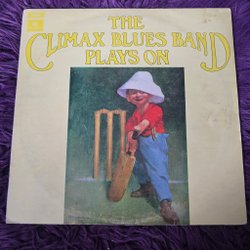 THE
CLIMAX BLUES BAND
PLAYS ON